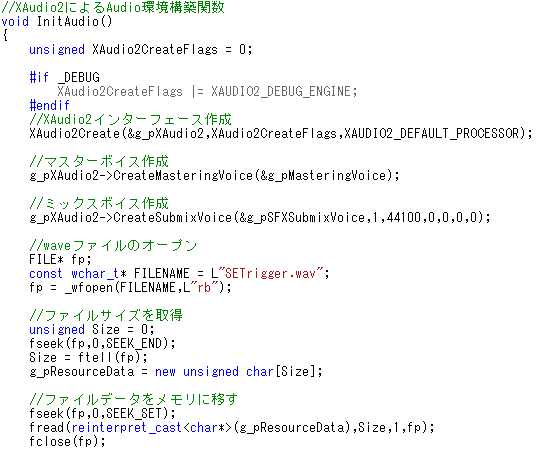 //XAudio2によるAudio環境構築関数
void InitAudio()
{
unsigned XAudio2CreateFlags = 0;
#if _DEBUG
XAudio2CreateFlags |= XAUDIO2_DEBUG_ENGINE;
#endif
//XAudio2インターフェース作成
XAudio2Create(&g_pXAudio2,XAudio2CreateFlags,XAUDIO2_DEFAULT_PROCESSOR);
//マスターボイス作成
g_pXAudio2->CreateMasteringVoice(&g_pMasteringVoice);
//ミックスボイス作成
g_pXAudio2->CreateSubmixVoice(&g_pSFXSubmixVoice,1,44100,0,0,0,0);
//waveファイルのオープン
FILE* fp;
const wchar_t* FILENAME = L"SETrigger.wav";
fp = _wfopen(FILENAME,L"rb");
//ファイルサイズを取得
unsigned Size = 0;
fseek(fp,0,SEEK_END);
Size = ftell(fp);
g_pResourceData = new unsigned char[Size];
//ファイルデータをメモリに移す
fseek(fp,0,SEEK_SET);
fread(reinterpret_cast<char*>(g_pResourceData),Size,1,fp);
fclose(fp);